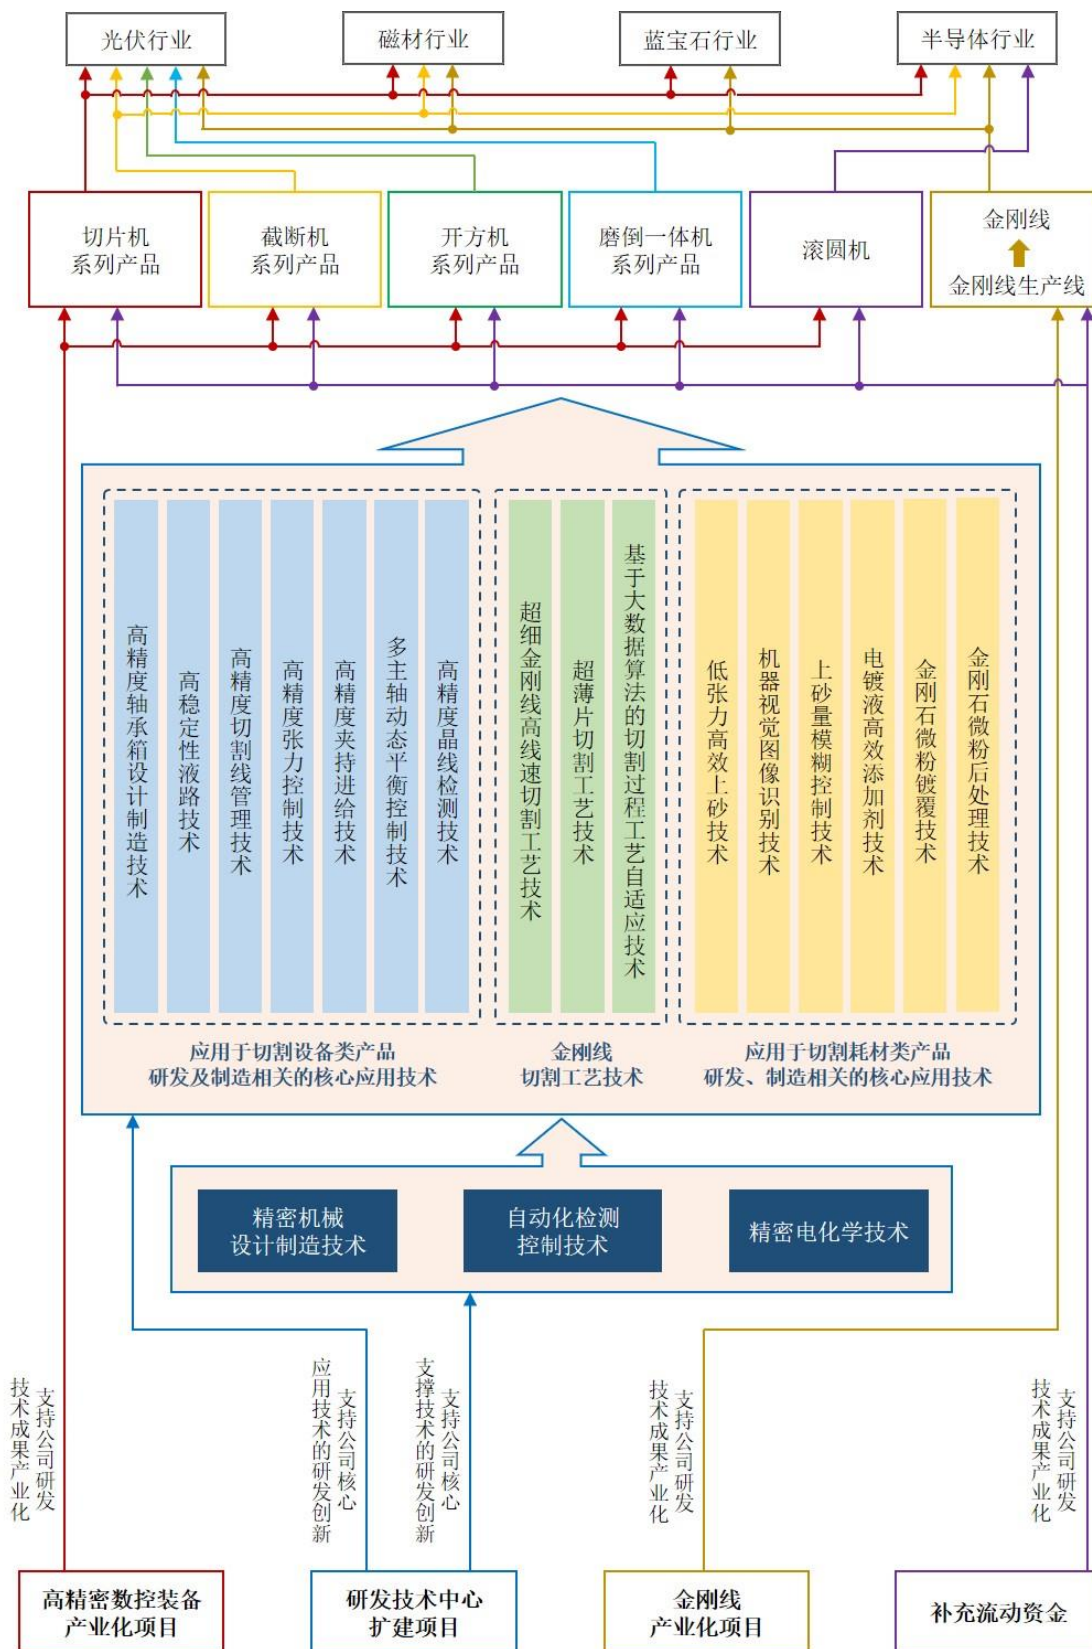 光伏行业
磁材行业
蓝宝石行业
半导体行业
切片机
系列产品
截断机
系列产品
开方机
系列产品
磨倒一体机
系列产品
滚圆机
金刚线
金刚线生产线
高精度轴承箱设计制造技术
高稳定性液路技术
高精度切割线管理技术
高精度张力控制技术
高精度夹持进给技术
多主轴动态平衡控制技术
高精度晶线检测技术
超细金刚线高线速切割工艺技术
超薄片切割工艺技术
基于大数据算法的切割过程工艺自适应技术
低张力高效上砂技术
机器视觉图像识别技术
上砂量模糊控制技术
电镀液高效添加剂技术
金刚石微粉镀覆技术
金刚石微粉后处理技术
应用于切割设备类产品
研发及制造相关的核心应用技术
金刚线
切割工艺技术
应用于切割耗材类产品
研发、制造相关的核心应用技术
精密机械
设计制造技术
自动化检测
控制技术
精密电化学技术
支持公司研发
技术成果产业化
支持公司核心
应用技术的研发创新
支持公司核心
支撑技术的研发创新
支持公司研发
技术成果产业化
支持公司研发
技术成果产业化
高精密数控装备
产业化项目
研发技术中心
扩建项目
金刚线
产业化项目
补充流动资金